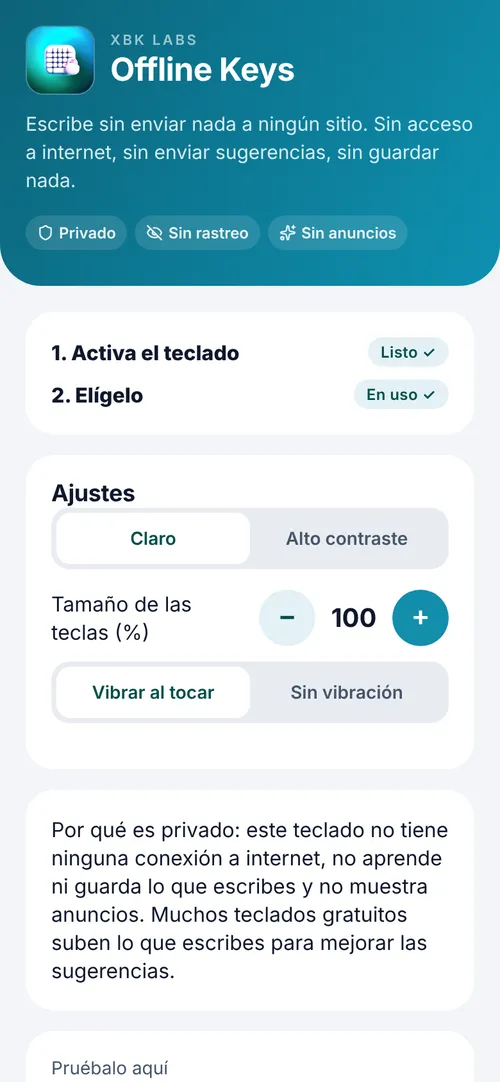 XBK LABS
Offline Keys
Escribe sin enviar nada a ningún sitio. Sin acceso
a internet, sin enviar sugerencias, sin guardar
nada.
Privado
Sin rastreo
Sin anuncios
1. Activa el teclado
Listo ✓
2. Elígelo
En uso ✓
Ajustes
Claro
Alto contraste
Tamaño de las
teclas (%)
− 100 +
Vibrar al tocar
Sin vibración
Por qué es privado: este teclado no tiene
ninguna conexión a internet, no aprende
ni guarda lo que escribes y no muestra
anuncios. Muchos teclados gratuitos
suben lo que escribes para mejorar las
sugerencias.
Pruébalo aquí